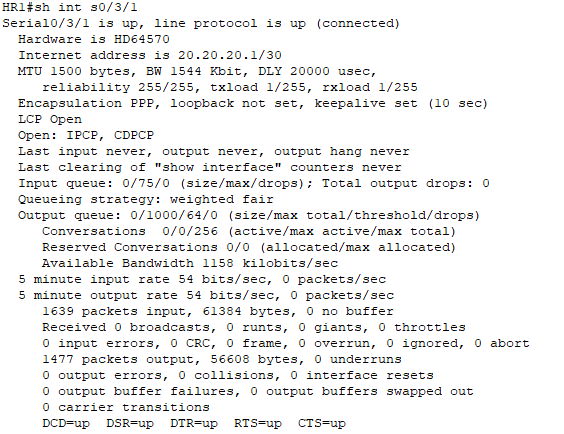 HR1#sh int s0/3/1
Serial0/3/1 is up, line protocol is up (connected)
Hardware is HD64570
Internet address is 20.20.20.1/30
MTU 1500 bytes, BW 1544 Kbit, DLY 20000 usec,
reliability 255/255, txload 1/255, rxload 1/255
Encapsulation PPP, loopback not set, keepalive set (10 sec)
LCP Open
Open: IPCP, CDPCP
Last input never, output never, output hang never
Last clearing of "show interface" counters never
Input queue: 0/75/0 (size/max/drops); Total output drops: 0
Queueing strategy: weighted fair
Output queue: 0/1000/64/0 (size/max total/threshold/drops)
Conversations 0/0/256 (active/max active/max total)
Reserved Conversations 0/0 (allocated/max allocated)
Available Bandwidth 1158 kilobits/sec
5 minute input rate 54 bits/sec, 0 packets/sec
5 minute output rate 54 bits/sec, 0 packets/sec
1639 packets input, 61384 bytes, 0 no buffer
Received 0 broadcasts, 0 runts, 0 giants, 0 throttles
0 input errors, 0 CRC, 0 frame, 0 overrun, 0 ignored, 0 abort
1477 packets output, 56608 bytes, 0 underruns
0 output errors, 0 collisions, 0 interface resets
0 output buffer failures, 0 output buffers swapped out
0 carrier transitions
DCD=up DSR=up DTR=up RTS=up CTS=up